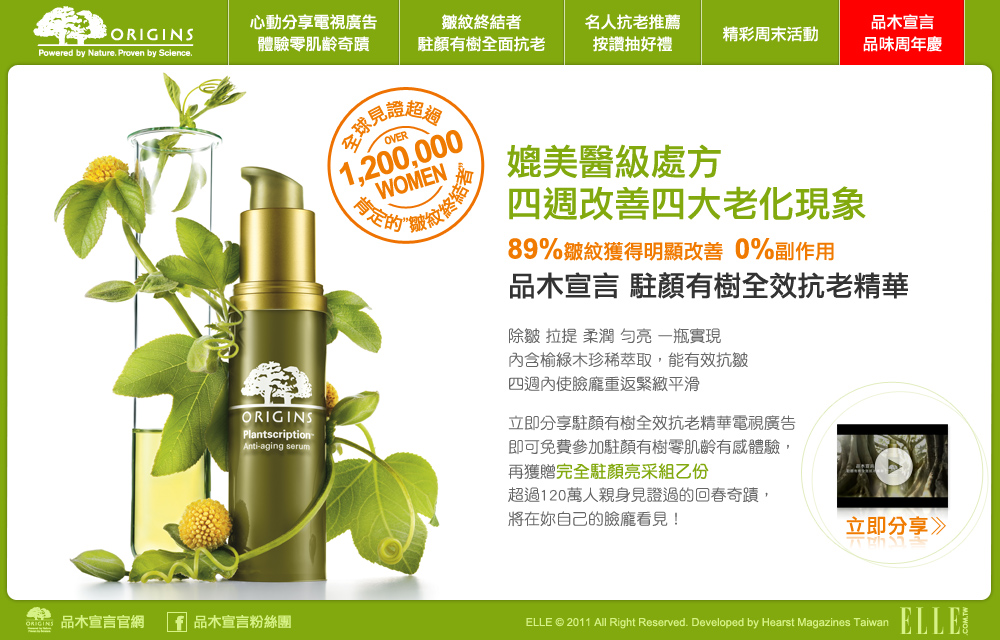 ORIGINS
Powered by Nature. Proven by Science.
心動分享電視廣告
體驗零肌齡奇蹟
皺紋終結者
駐顏有樹全面抗老
名人抗老推薦
按讚抽好禮
精彩周末活動
品木宣言
品味周年慶
全球見證超過
OVER
1,200,000
WOMEN
肯定的"皺紋終結者"
媲美醫級處方
四週改善四大老化現象
89%皺紋獲得明顯改善 0%副作用
品木宣言 駐顏有樹全效抗老精華
除皺 拉提 柔潤 勻亮 一瓶實現
內含榆綠木珍稀萃取，能有效抗皺
四週內使臉龐重返緊緻平滑
立即分享駐顏有樹全效抗老精華電視廣告
即可免費參加駐顏有樹零肌齡有感體驗，
再獲贈完全駐顏亮采組乙份
超過120萬人親身見證過的回春奇蹟，
將在妳自己的臉龐看見！
立即分享
ORIGINS
Plantscription™
Anti-aging serum
ORIGINS
品木宣言官網
f 品木宣言粉絲團
ELLE © 2011 All Right Reserved. Developed by Hearst Magazines Taiwan
ELLE
.COM.TW